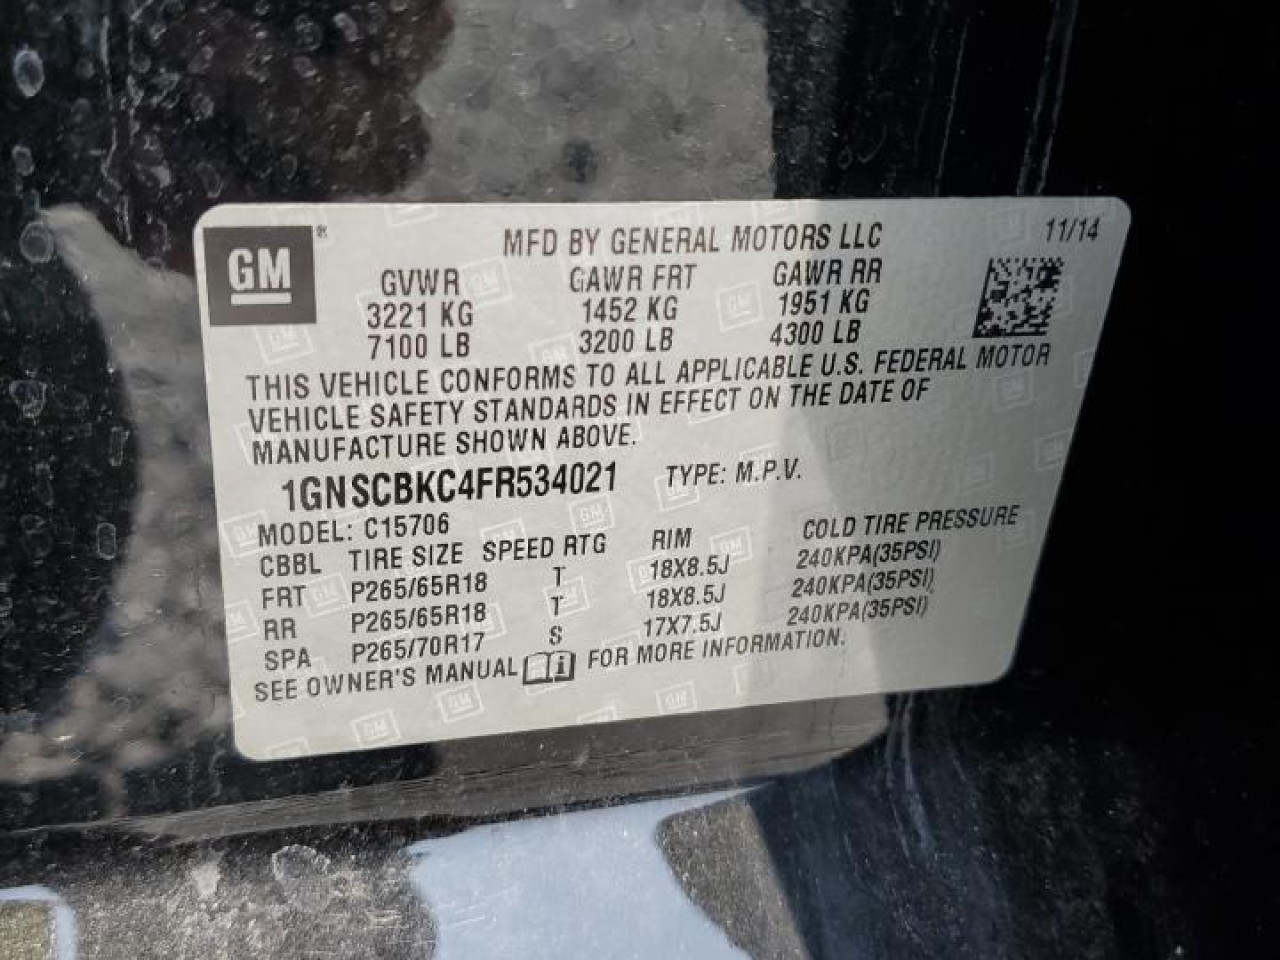 GM ®
MFD BY GENERAL MOTORS LLC 11/14
GVWR GAWR FRT GAWR RR
3221 KG 1452 KG 1951 KG
7100 LB 3200 LB 4300 LB
THIS VEHICLE CONFORMS TO ALL APPLICABLE U.S. FEDERAL MOTOR
VEHICLE SAFETY STANDARDS IN EFFECT ON THE DATE OF
MANUFACTURE SHOWN ABOVE.
1GNSCBKC4FR534021 TYPE: M.P.V.
MODEL: C15706
CBBL TIRE SIZE SPEED RTG RIM COLD TIRE PRESSURE
FRT P265/65R18 T 18X8.5J 240KPA(35PSI)
RR P265/65R18 T 18X8.5J 240KPA(35PSI)
SPA P265/70R17 S 17X7.5J 240KPA(35PSI)
SEE OWNER'S MANUAL i FOR MORE INFORMATION.